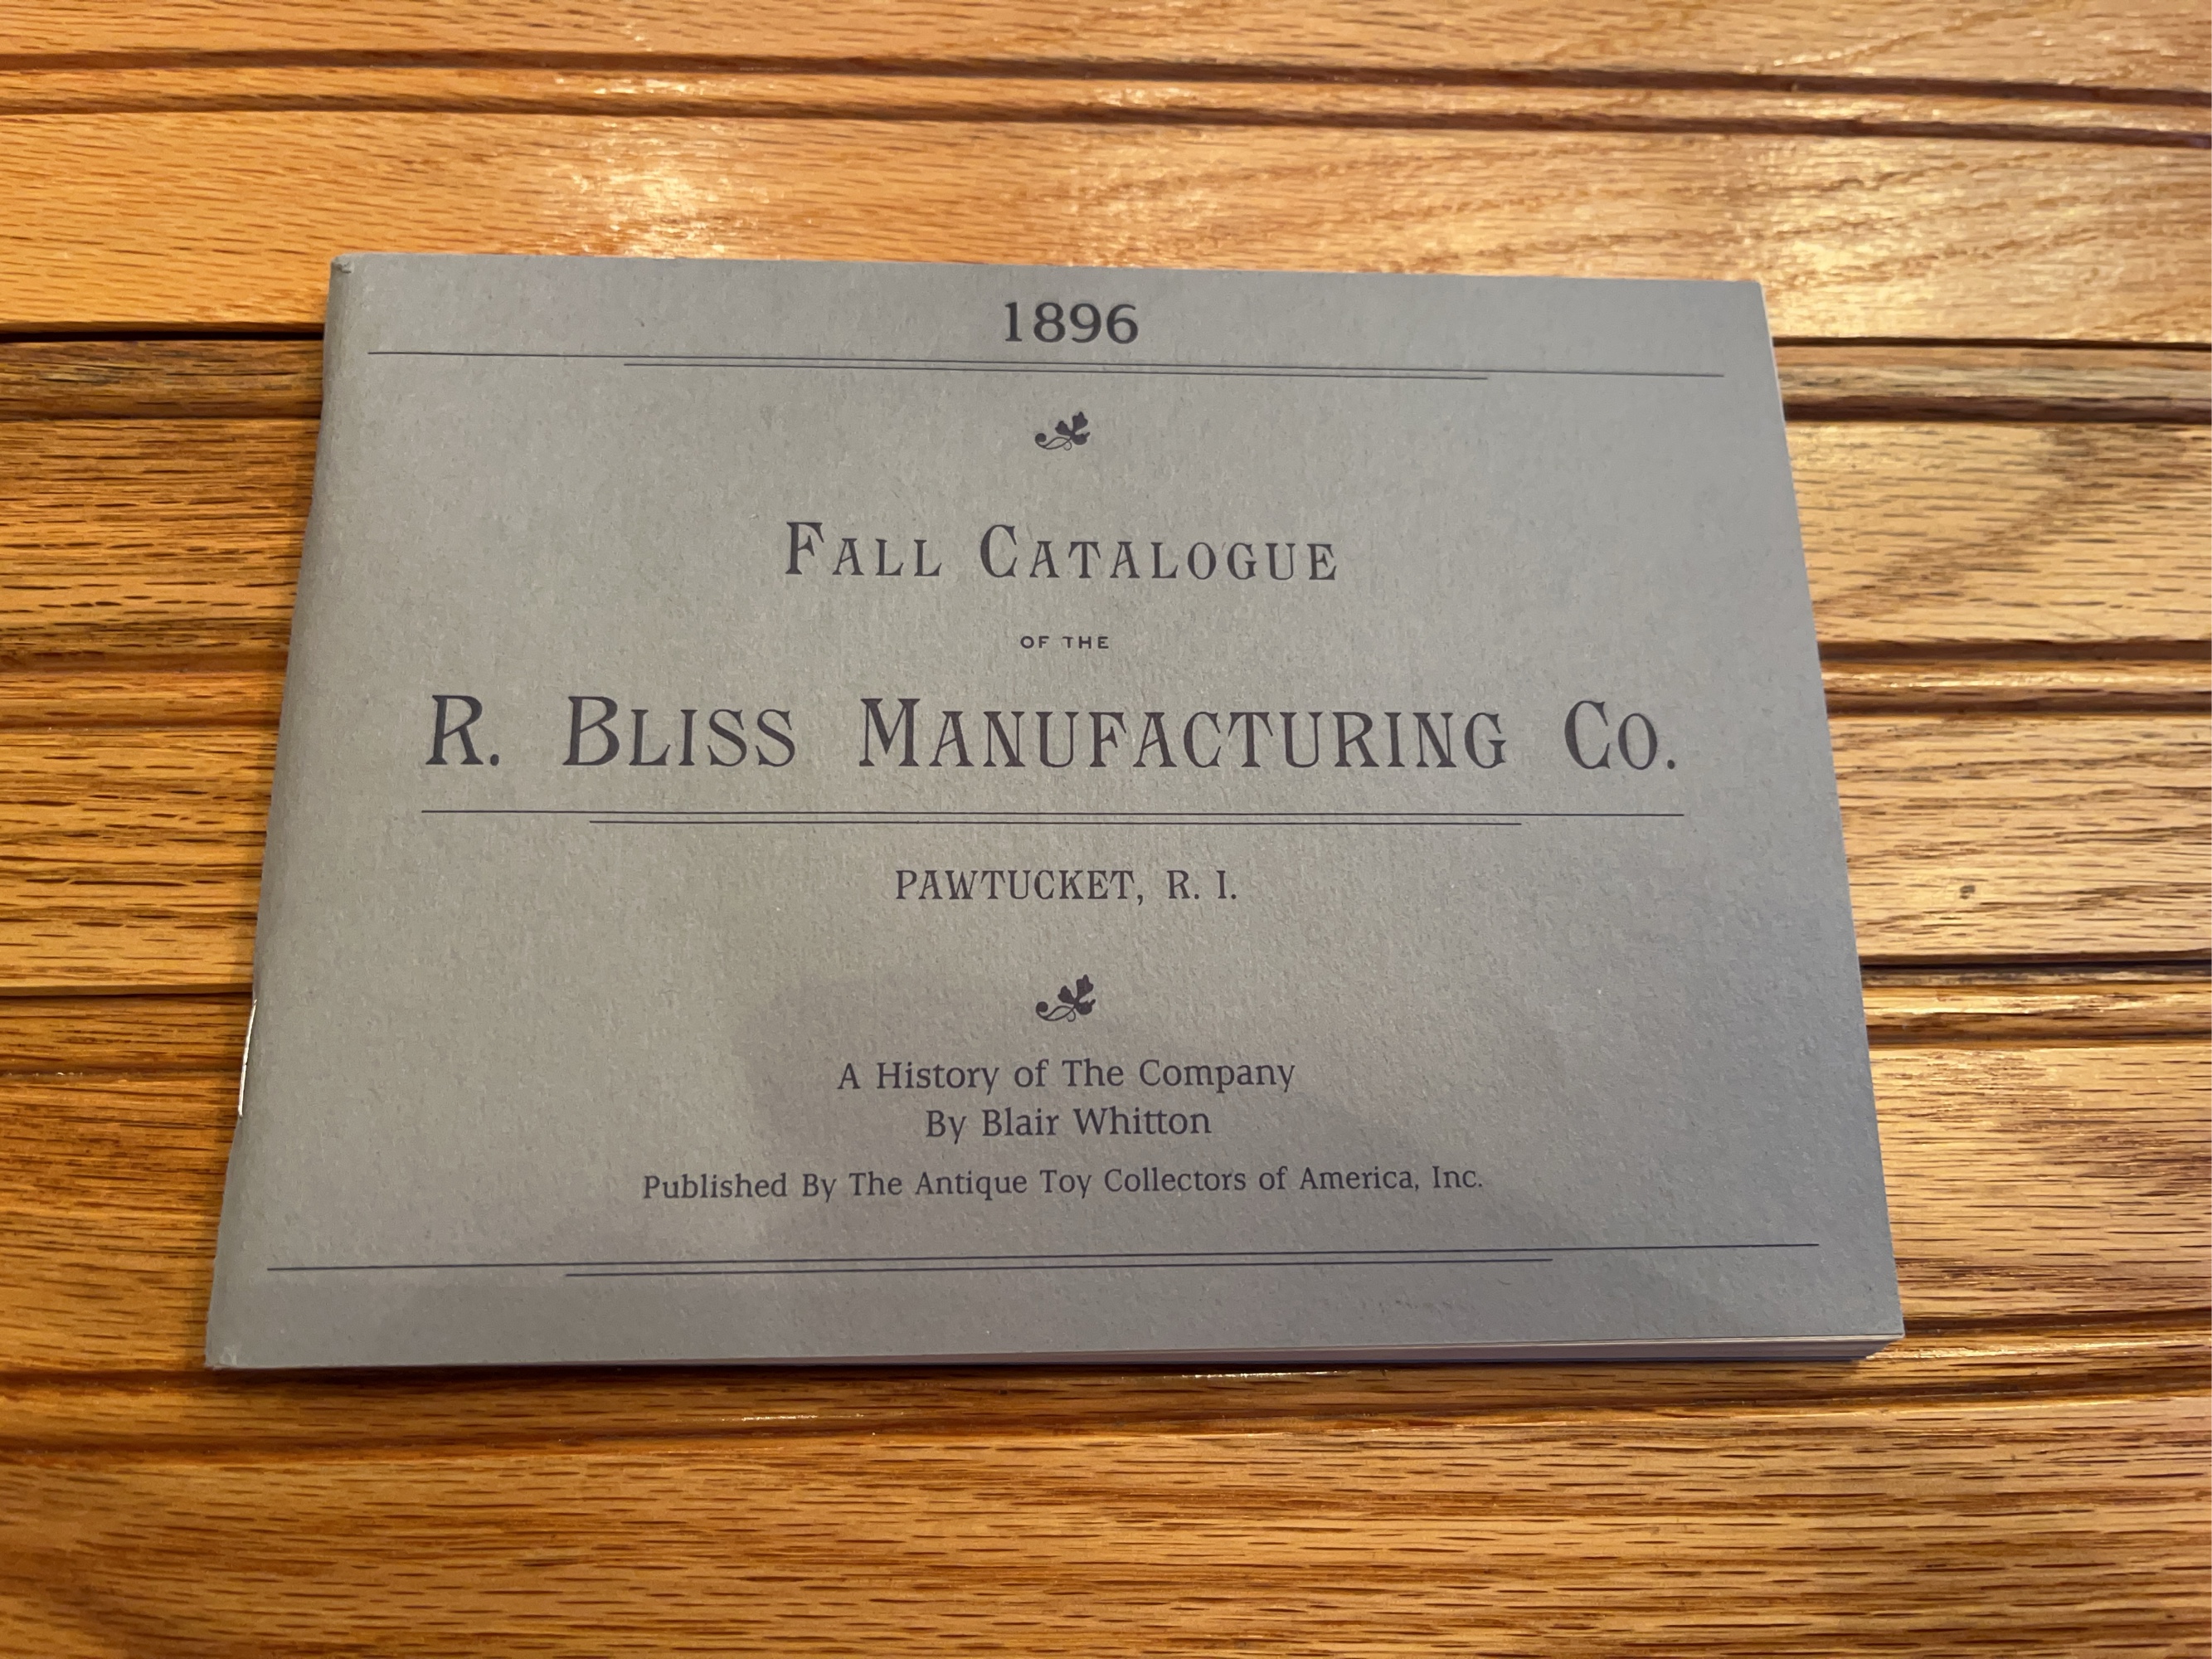 1896
FALL CATALOGUE
OF THE
R. BLISS MANUFACTURING CO.
PAWTUCKET, R. I.
A History of The Company
By Blair Whitton
Published By The Antique Toy Collectors of America, Inc.